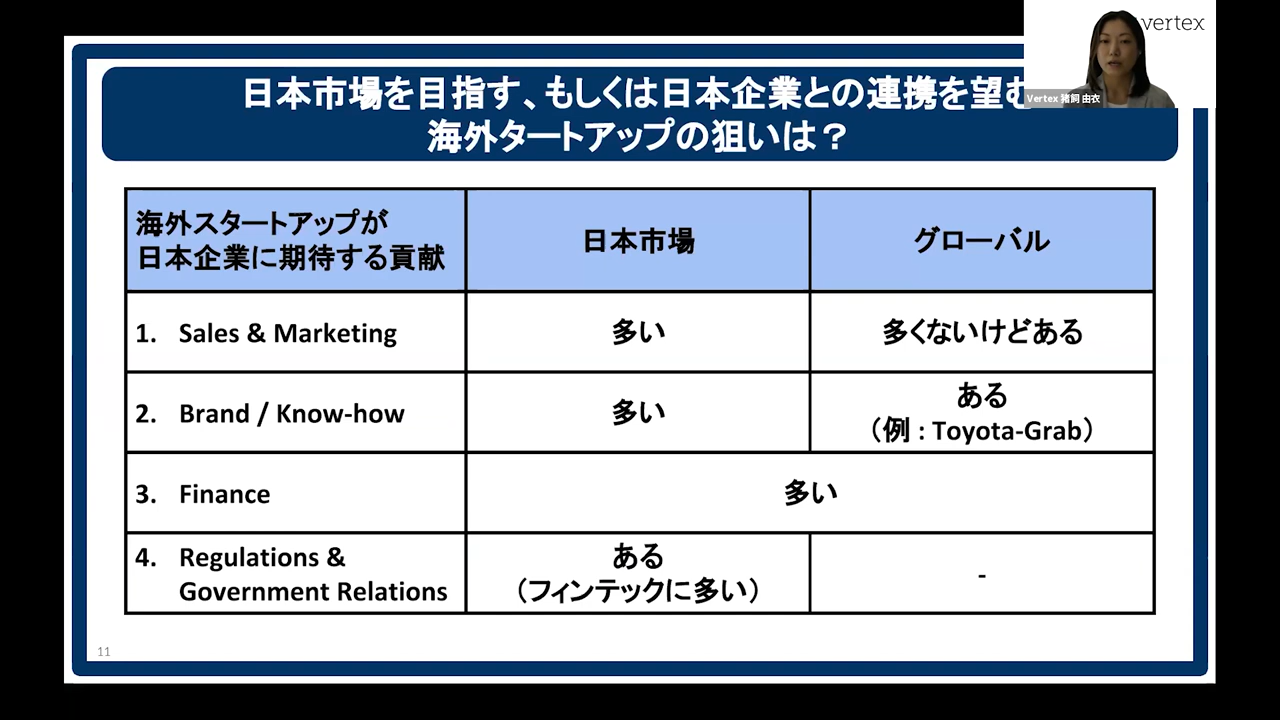 vertex
Vertex 猪飼 由衣
日本市場を目指す、もしくは日本企業との連携を望む
海外タートアップの狙いは？
海外スタートアップが
日本企業に期待する貢献
日本市場
グローバル
1. Sales & Marketing
多い
多くないけどある
2. Brand / Know-how
多い
ある
（例 : Toyota-Grab）
3. Finance
多い
4. Regulations &
Government Relations
ある
（フィンテックに多い）
-
11